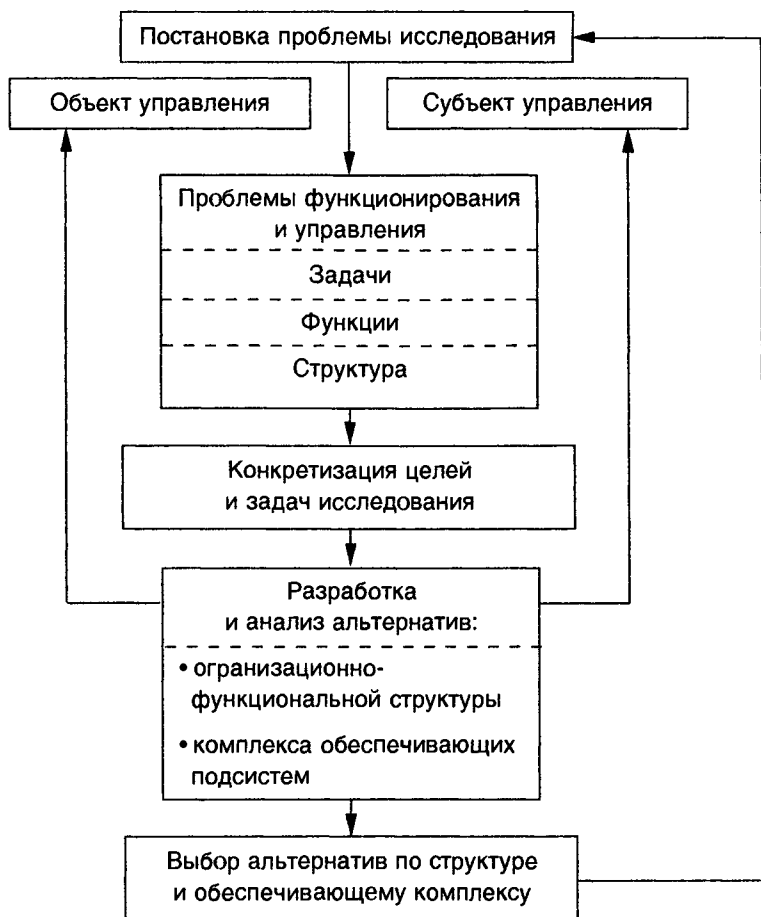 Постановка проблемы исследования
Объект управления
Субъект управления
Проблемы функционирования
и управления
Задачи
Функции
Структура
Конкретизация целей
и задач исследования
Разработка
и анализ альтернатив:
• огранизационно-
функциональной структуры
• комплекса обеспечивающих
подсистем
Выбор альтернатив по структуре
и обеспечивающему комплексу